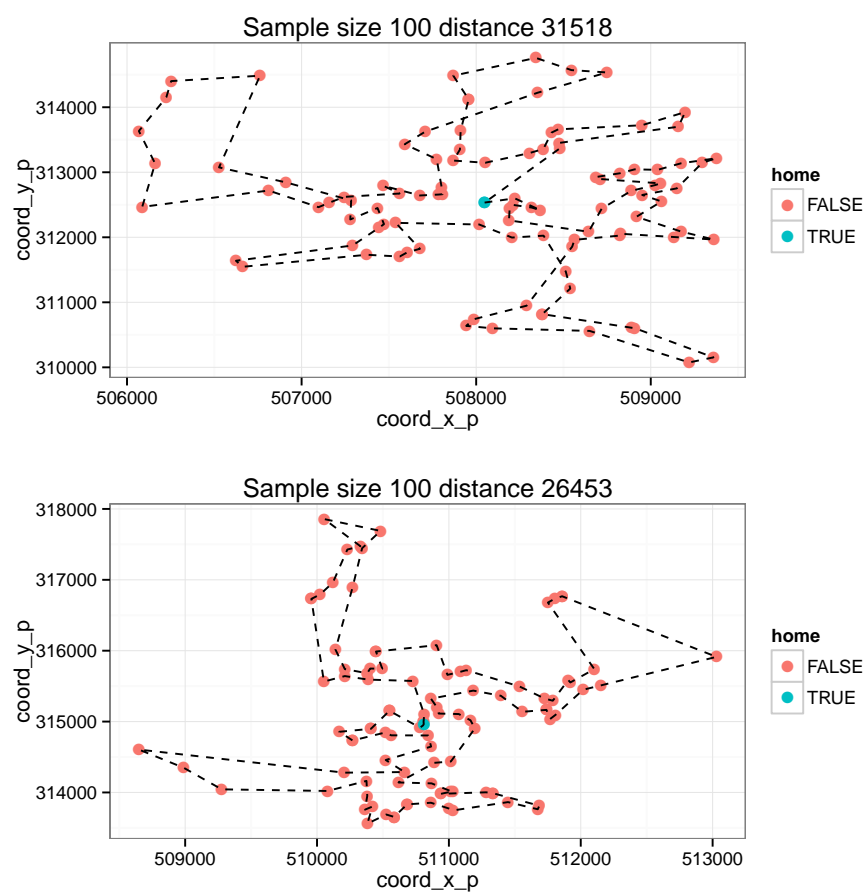 Sample size 100 distance 31518
314000
313000
312000
311000
310000
coord_y_p
506000 507000 508000 509000
coord_x_p
home
FALSE
TRUE
Sample size 100 distance 26453
318000
317000
316000
315000
314000
coord_y_p
509000 510000 511000 512000 513000
coord_x_p
home
FALSE
TRUE